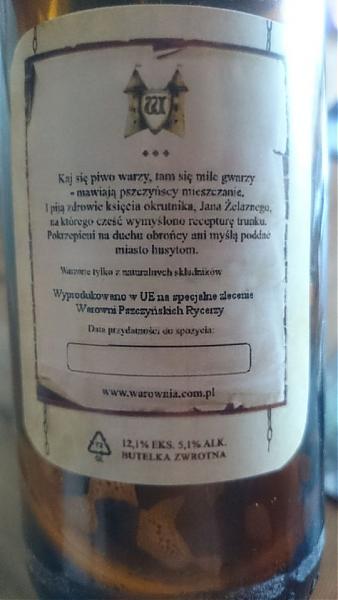 W
Kaj się piwo warzy, tam się mile gwarzy
- mawiają pszczyńscy mieszczanie.
I piją zdrowie księcia okrutnika, Jana Żelaznego,
na którego cześć wymyślono recepturę trunku.
Pokrzepieni na duchu obrońcy ani myślą poddać
miasto husytom.
Warzone tylko z naturalnych składników
Wyprodukowano w UE na specjalne zlecenie
Warowni Pszczyńskich Rycerzy
Data przydatności do spożycia:
www.warownia.com.pl
12,1% EKS. 5,1% ALK.
BUTELKA ZWROTNA